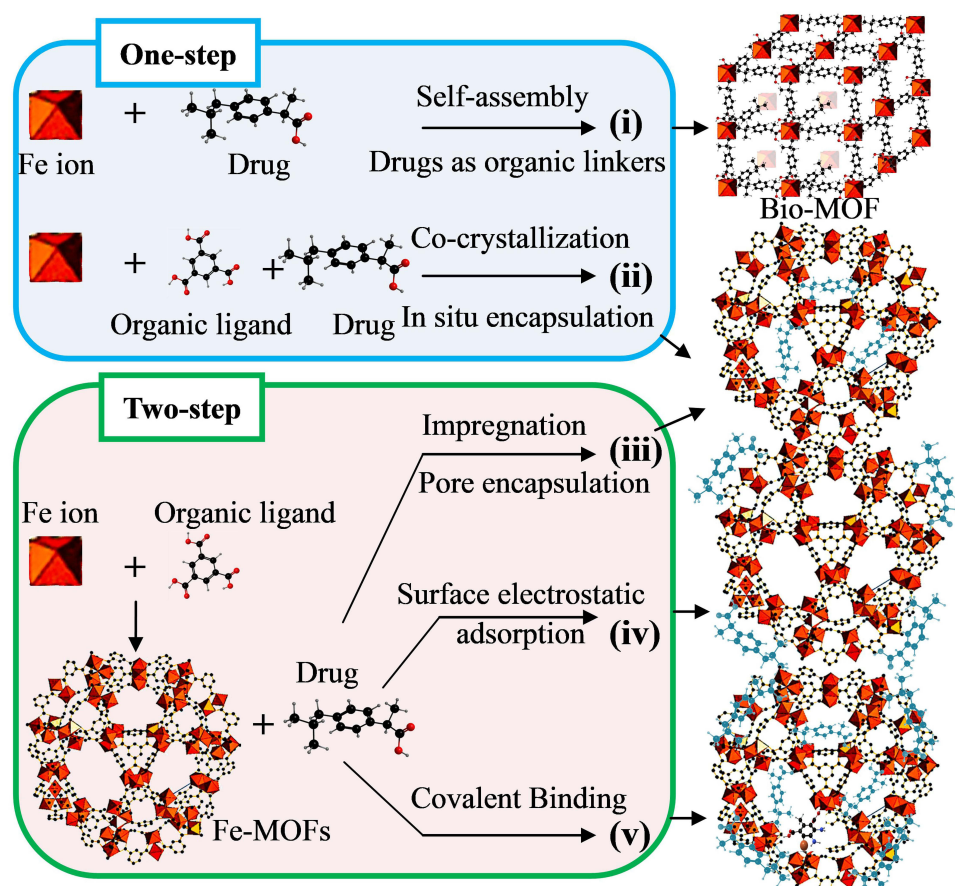 One-step
Fe ion
+
Drug
Self-assembly
(i)
Drugs as organic linkers
Bio-MOF
+
Organic ligand
+
Drug
Co-crystallization
(ii)
In situ encapsulation
Two-step
Fe ion
+
Organic ligand
Fe-MOFs
+
Drug
Impregnation
(iii)
Pore encapsulation
Surface electrostatic
adsorption
(iv)
Covalent Binding
(v)